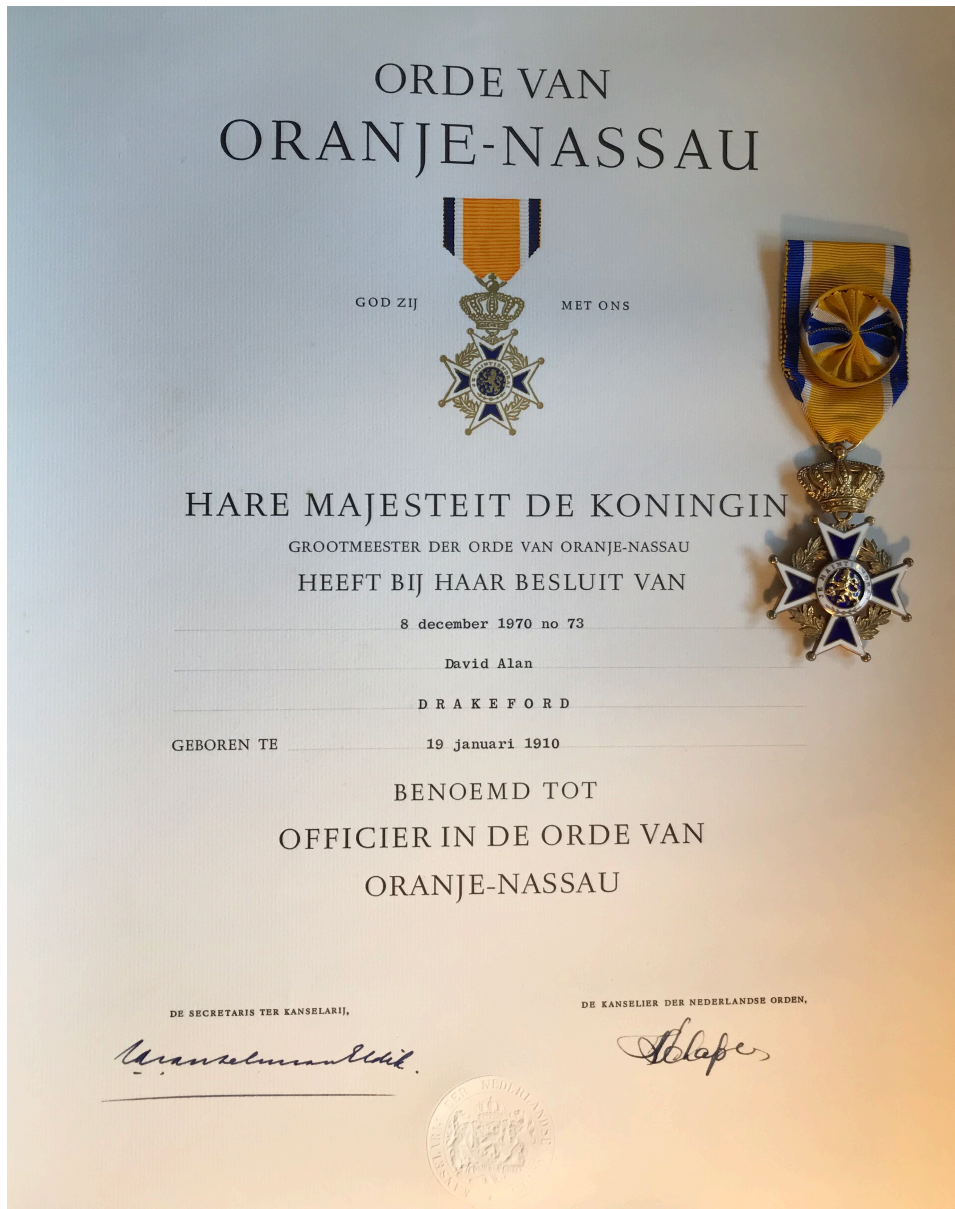 ORDE VAN
ORANJE-NASSAU
GOD ZIJ MET ONS
HARE MAJESTEIT DE KONINGIN
GROOTMEESTER DER ORDE VAN ORANJE-NASSAU
HEEFT BIJ HAAR BESLUIT VAN
8 december 1970 no 73
David Alan
DRAKEFORD
GEBOREN TE 19 januari 1910
BENOEMD TOT
OFFICIER IN DE ORDE VAN
ORANJE-NASSAU
DE SECRETARIS TER KANSELARIJ,
DE KANSELIER DER NEDERLANDSE ORDEN,